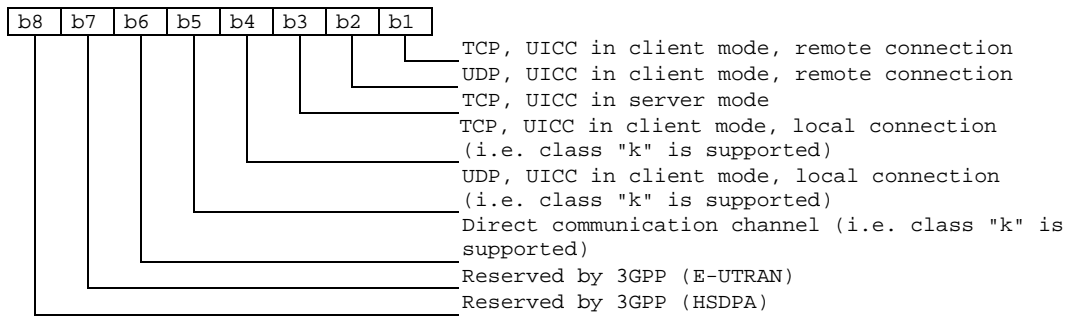 b8 b7 b6 b5 b4 b3 b2 b1
TCP, UICC in client mode, remote connection
UDP, UICC in client mode, remote connection
TCP, UICC in server mode
TCP, UICC in client mode, local connection
(i.e. class "k" is supported)
UDP, UICC in client mode, local connection
(i.e. class "k" is supported)
Direct communication channel (i.e. class "k" is
supported)
Reserved by 3GPP (E-UTRAN)
Reserved by 3GPP (HSDPA)